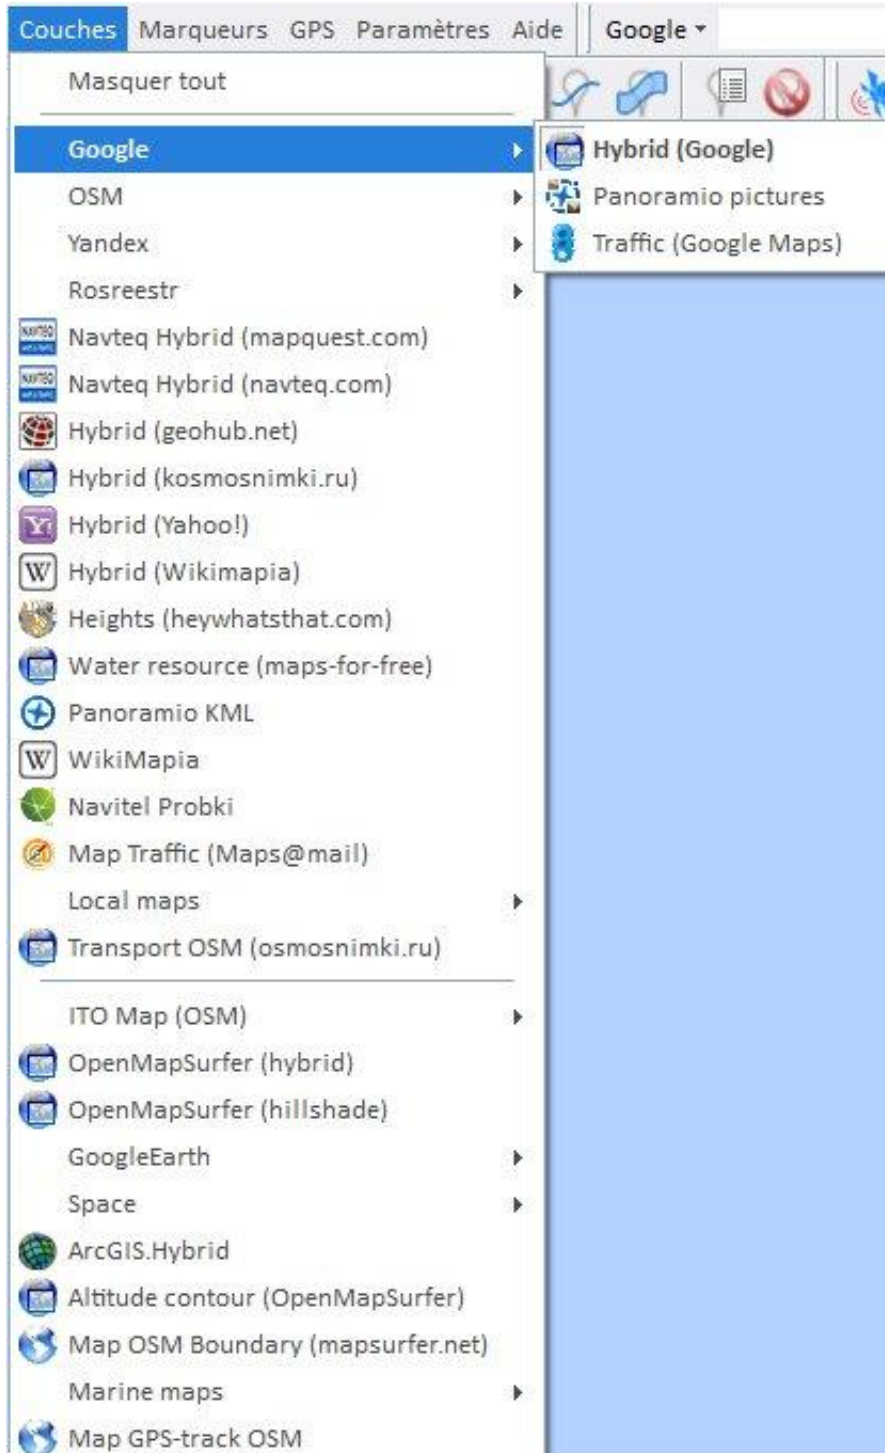 Couches Marqueurs GPS Paramètres Aide Google
Masquer tout
Google
Hybrid (Google)
Panoramio pictures
Traffic (Google Maps)
OSM
Yandex
Rosreestr
Navteq Hybrid (mapquest.com)
Navteq Hybrid (navteq.com)
Hybrid (geohub.net)
Hybrid (kosmosnimki.ru)
Hybrid (Yahoo!)
Hybrid (Wikimapia)
Heights (heywhatsthat.com)
Water resource (maps-for-free)
Panoramio KML
WikiMapia
Navitel Probki
Map Traffic (Maps@mail)
Local maps
Transport OSM (osmosnimki.ru)
ITO Map (OSM)
OpenMapSurfer (hybrid)
OpenMapSurfer (hillshade)
GoogleEarth
Space
ArcGIS.Hybrid
Altitude contour (OpenMapSurfer)
Map OSM Boundary (mapsurfer.net)
Marine maps
Map GPS-track OSM